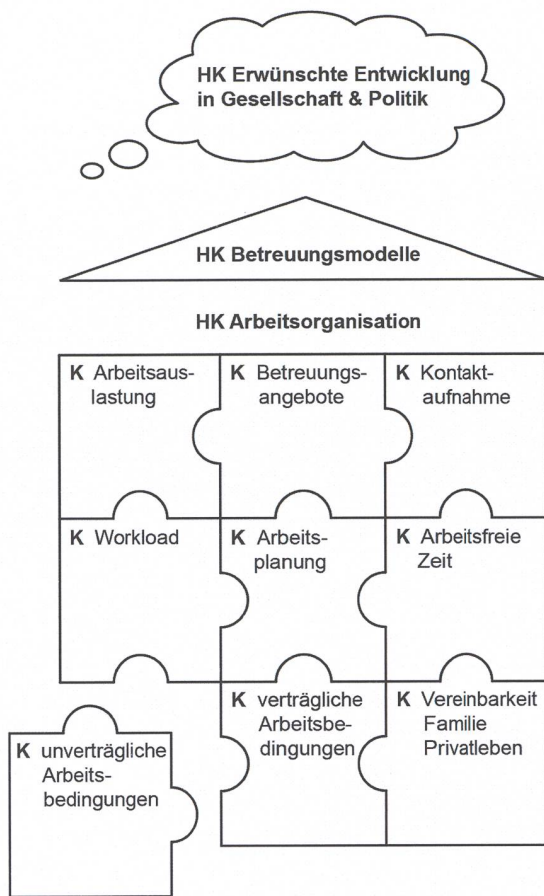 HK Erwünschte Entwicklung
in Gesellschaft & Politik
HK Betreuungsmodelle
HK Arbeitsorganisation
K Arbeitsaus-
lastung
K Betreuungs-
angebote
K Kontakt-
aufnahme
K Workload
K Arbeits-
planung
K Arbeitsfreie
Zeit
K unverträgliche
Arbeits-
bedingungen
K verträgliche
Arbeitsbe-
dingungen
K Vereinbarkeit
Familie
Privatleben